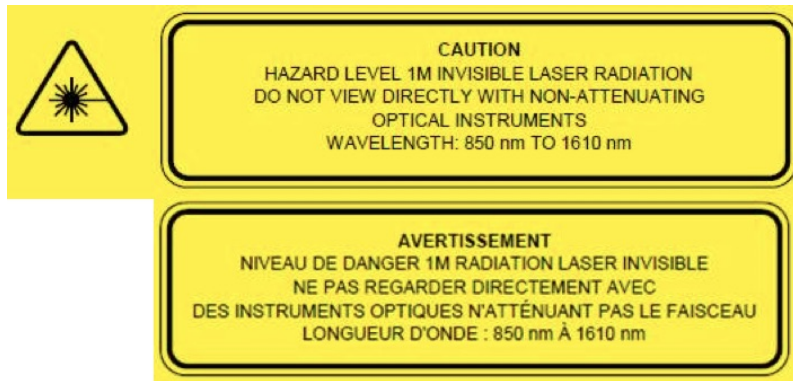 CAUTION
HAZARD LEVEL 1M INVISIBLE LASER RADIATION
DO NOT VIEW DIRECTLY WITH NON-ATTENUATING
OPTICAL INSTRUMENTS
WAVELENGTH: 850 nm TO 1610 nm
AVERTISSEMENT
NIVEAU DE DANGER 1M RADIATION LASER INVISIBLE
NE PAS REGARDER DIRECTEMENT AVEC
DES INSTRUMENTS OPTIQUES N'ATTÉNUANT PAS LE FAISCEAU
LONGUEUR D'ONDE : 850 nm À 1610 nm